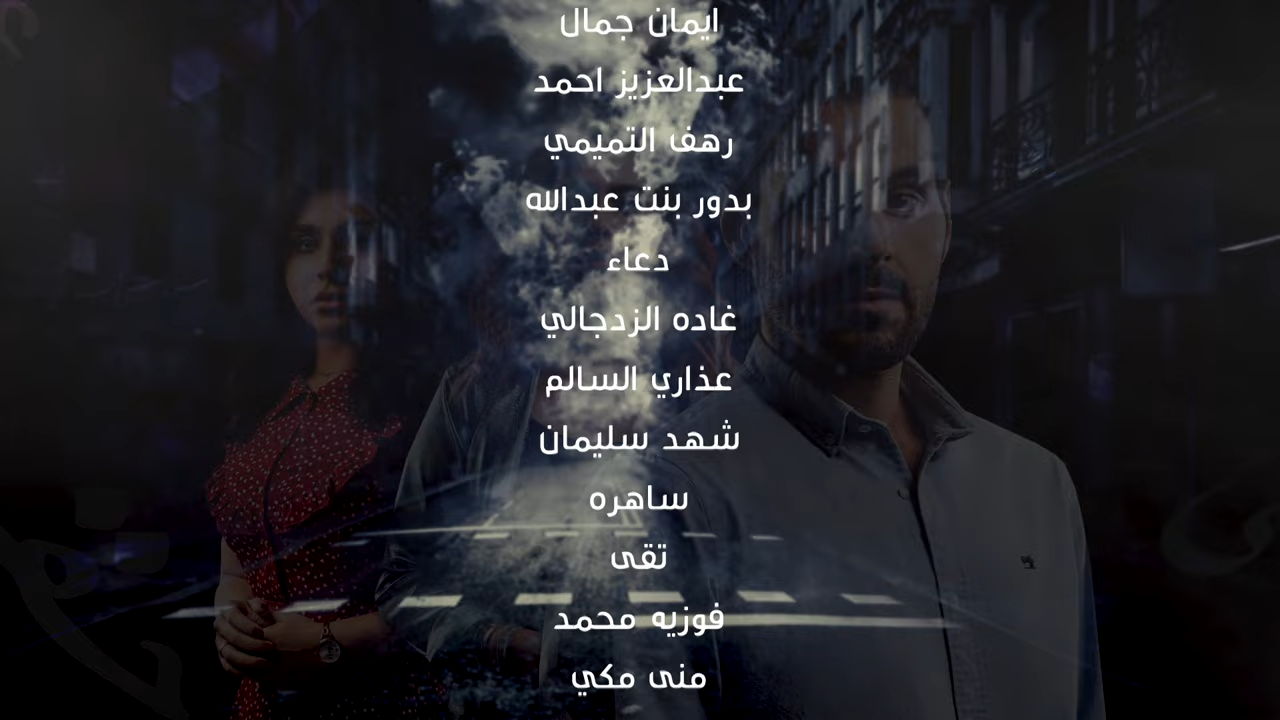 ايمان جمال
عبدالعزيز احمد
رهف التميمي
بدور بنت عبدالله
دعاء
غاده الزدجالي
عذاري السالم
شهد سليمان
ساهره
تقى
فوزيه محمد
منى مكي